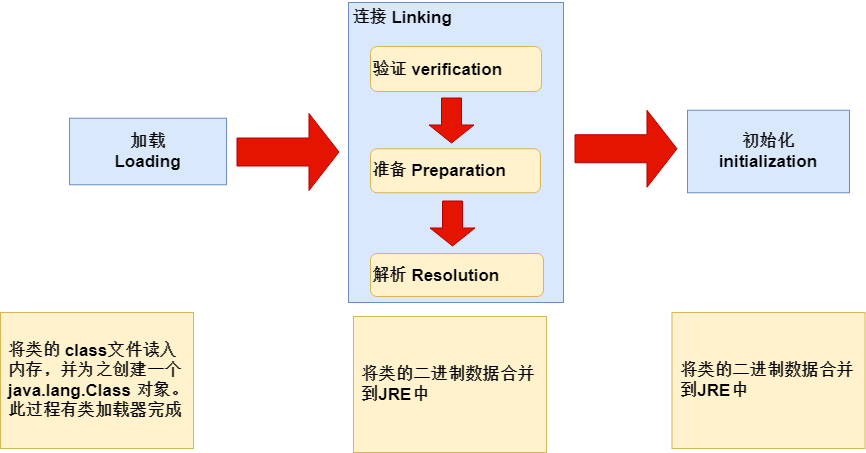 连接 Linking
验证 verification
加载
Loading
准备 Preparation
初始化
initialization
解析 Resolution
将类的 class文件读入
内存，并为之创建一个
java.lang.Class 对象。
此过程有类加载器完成
将类的二进制数据合并
到JRE中
将类的二进制数据合并
到JRE中